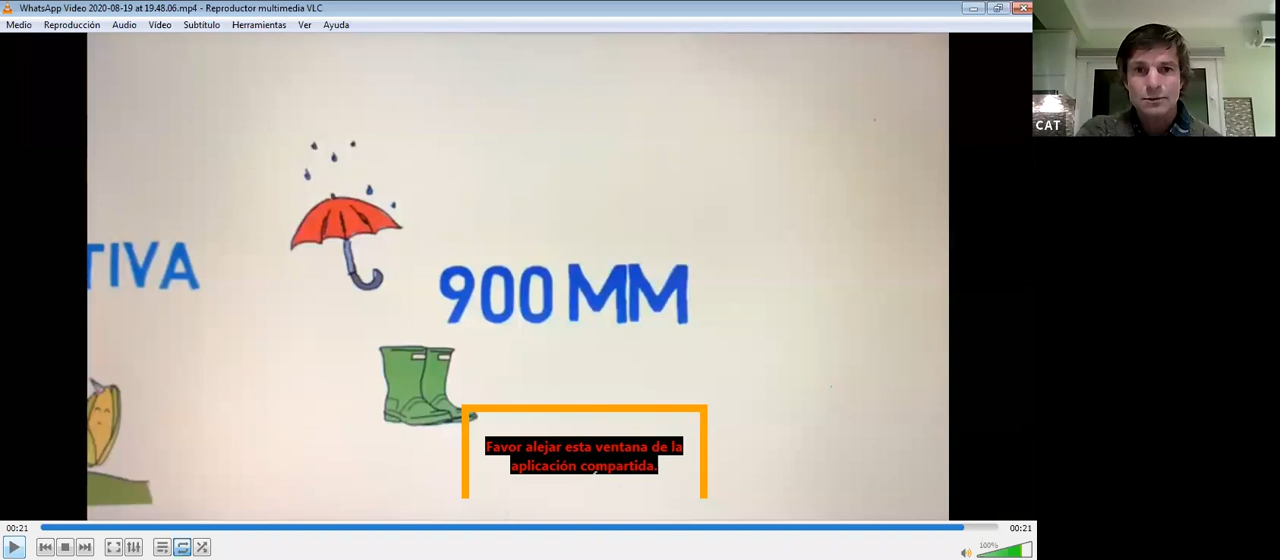 WhatsApp Video 2020-08-19 at 19.48.06.mp4 - Reproductor multimedia VLC
Medio Reproducción Audio Vídeo Subtítulo Herramientas Ver Ayuda
CAT
TIVA
900 MM
Favor alejar esta ventana de la
aplicación compartida.
00:21 00:21
100%